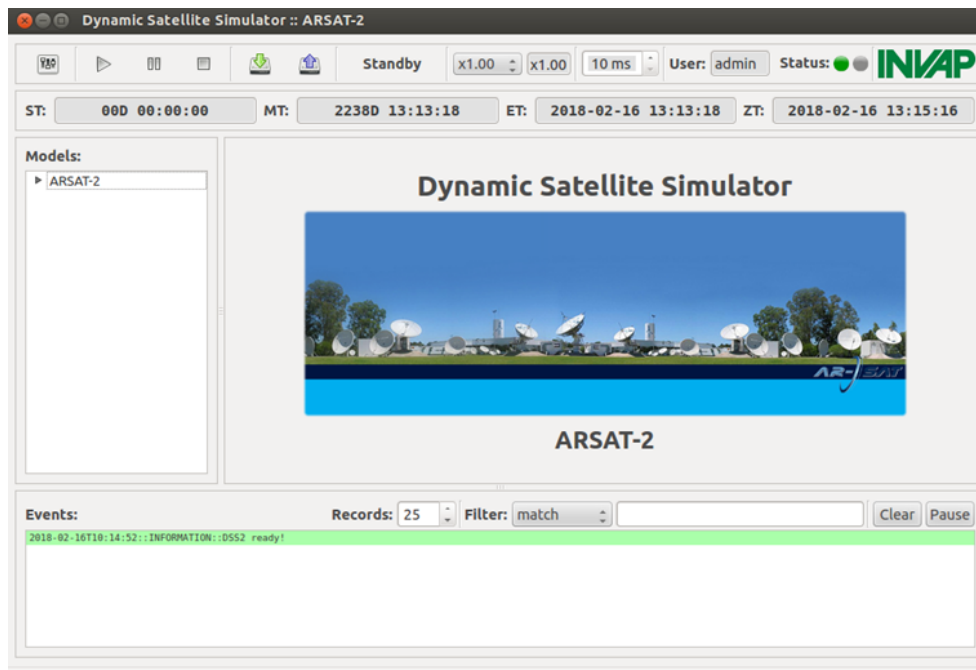 Dynamic Satellite Simulator :: ARSAT-2
Standby x1.00 x1.00 10 ms User: admin Status: INVAP
ST: 00D 00:00:00 MT: 2238D 13:13:18 ET: 2018-02-16 13:13:18 ZT: 2018-02-16 13:15:16
Models:
ARSAT-2
Dynamic Satellite Simulator
AR-SAT
ARSAT-2
Events: Records: 25 Filter: match Clear Pause
2018-02-16T10:14:52::INFORMATION::DSS2 ready!